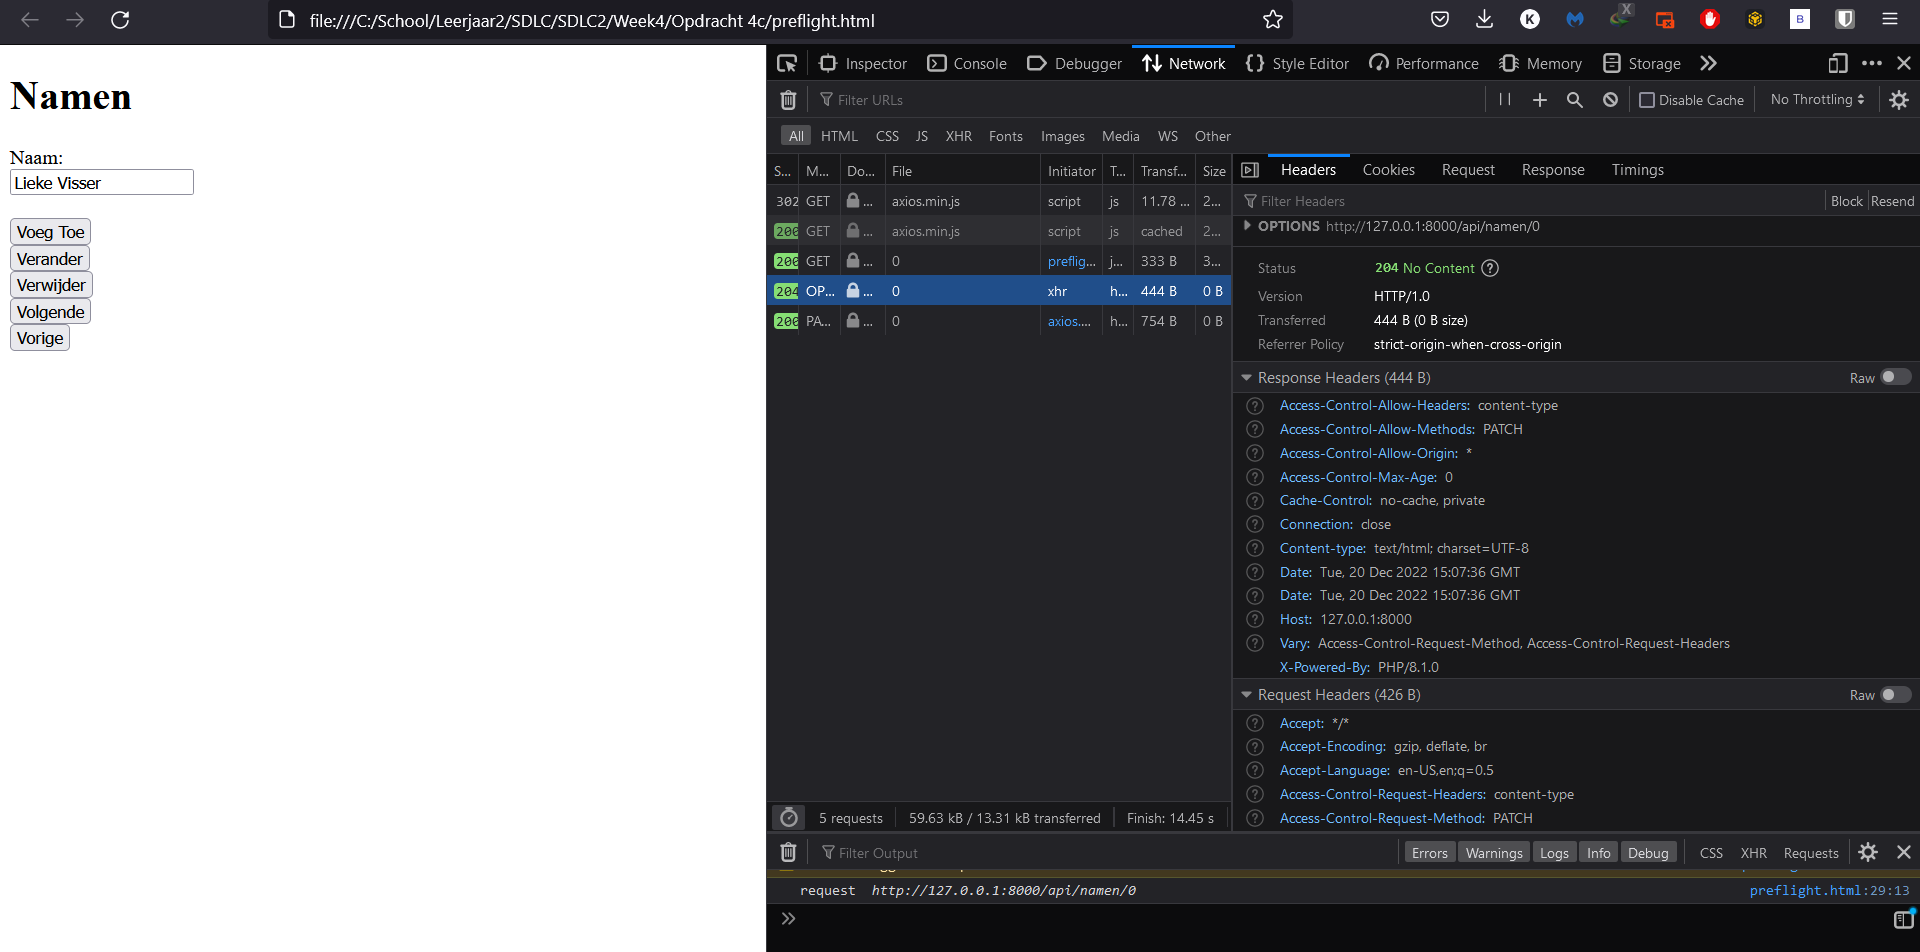 file:///C:/School/Leerjaar2/SDLC/SDLC2/Week4/Opdracht 4c/preflight.html
K
X
B
Namen
Naam:
Lieke Visser
Voeg Toe
Verander
Verwijder
Volgende
Vorige
Inspector Console Debugger Network Style Editor Performance Memory Storage
Filter URLs Disable Cache No Throttling
All HTML CSS JS XHR Fonts Images Media WS Other
S... M... Do... File Initiator T... Transf... Size
302 GET ... axios.min.js script js 11.78 ... 2...
200 GET ... axios.min.js script js cached 2...
200 GET ... 0 preflig... j... 333 B 3...
204 OP... ... 0 xhr h... 444 B 0 B
200 PA... ... 0 axios.... h... 754 B 0 B
5 requests 59.63 kB / 13.31 kB transferred Finish: 14.45 s
Headers Cookies Request Response Timings
Filter Headers Block Resend
OPTIONS http://127.0.0.1:8000/api/namen/0
Status 204 No Content
Version HTTP/1.0
Transferred 444 B (0 B size)
Referrer Policy strict-origin-when-cross-origin
Response Headers (444 B) Raw
Access-Control-Allow-Headers: content-type
Access-Control-Allow-Methods: PATCH
Access-Control-Allow-Origin: *
Access-Control-Max-Age: 0
Cache-Control: no-cache, private
Connection: close
Content-type: text/html; charset=UTF-8
Date: Tue, 20 Dec 2022 15:07:36 GMT
Date: Tue, 20 Dec 2022 15:07:36 GMT
Host: 127.0.0.1:8000
Vary: Access-Control-Request-Method, Access-Control-Request-Headers
X-Powered-By: PHP/8.1.0
Request Headers (426 B) Raw
Accept: */*
Accept-Encoding: gzip, deflate, br
Accept-Language: en-US,en;q=0.5
Access-Control-Request-Headers: content-type
Access-Control-Request-Method: PATCH
Filter Output Errors Warnings Logs Info Debug CSS XHR Requests
request http://127.0.0.1:8000/api/namen/0 preflight.html:29:13